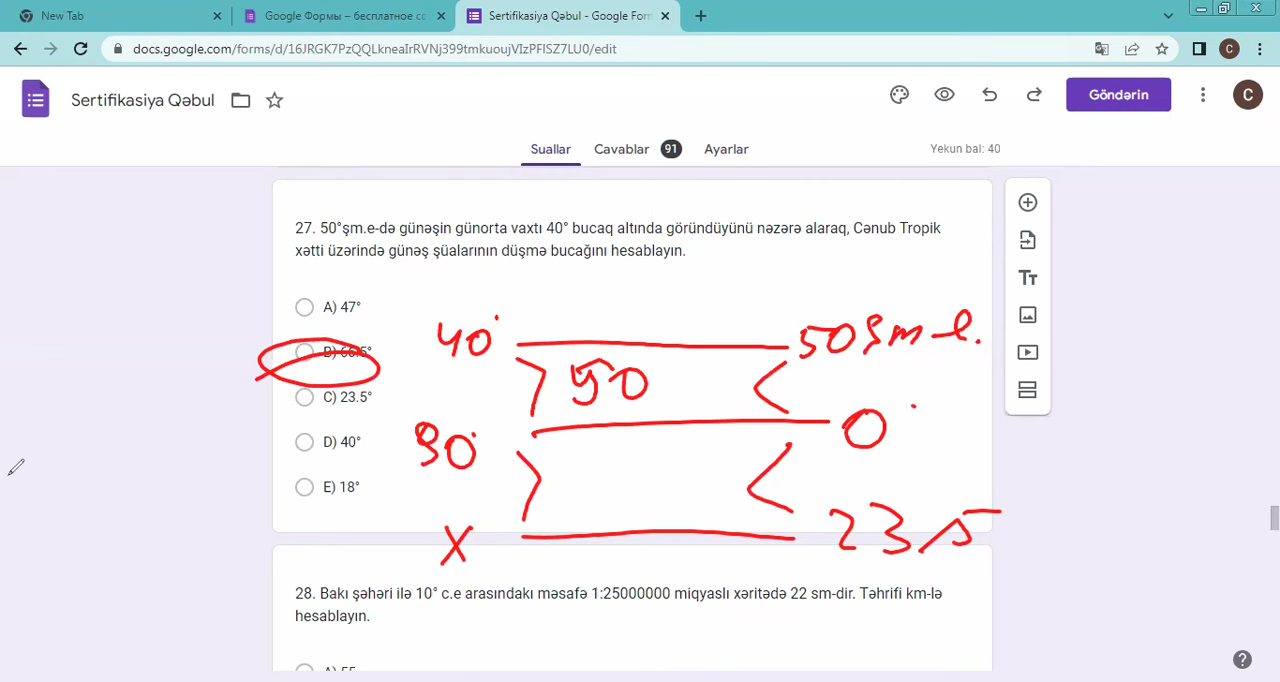 New Tab
Google Формы – бесплатное со
Sertifikasiya Qəbul - Google Form
docs.google.com/forms/d/16JRGK7PzQQLkneaIrRVNj399tmkuoujVIzPFlSZ7LU0/edit
C
Sertifikasiya Qəbul
Göndərin
C
Suallar
Cavablar 91
Ayarlar
Yekun bal: 40
27. 50°şm.e-də günəşin günorta vaxtı 40° bucaq altında göründüyünü nəzərə alaraq, Cənub Tropik
xətti üzərində günəş şüalarının düşmə bucağını hesablayın.
A) 47°
B) 66.5°
C) 23.5°
D) 40°
E) 18°
40° 50 şm-e.
50
90° 0°
X 23,5
28. Bakı şəhəri ilə 10° c.e arasındakı məsafə 1:25000000 miqyaslı xəritədə 22 sm-dir. Təhrifi km-lə
hesablayın.
A) 55